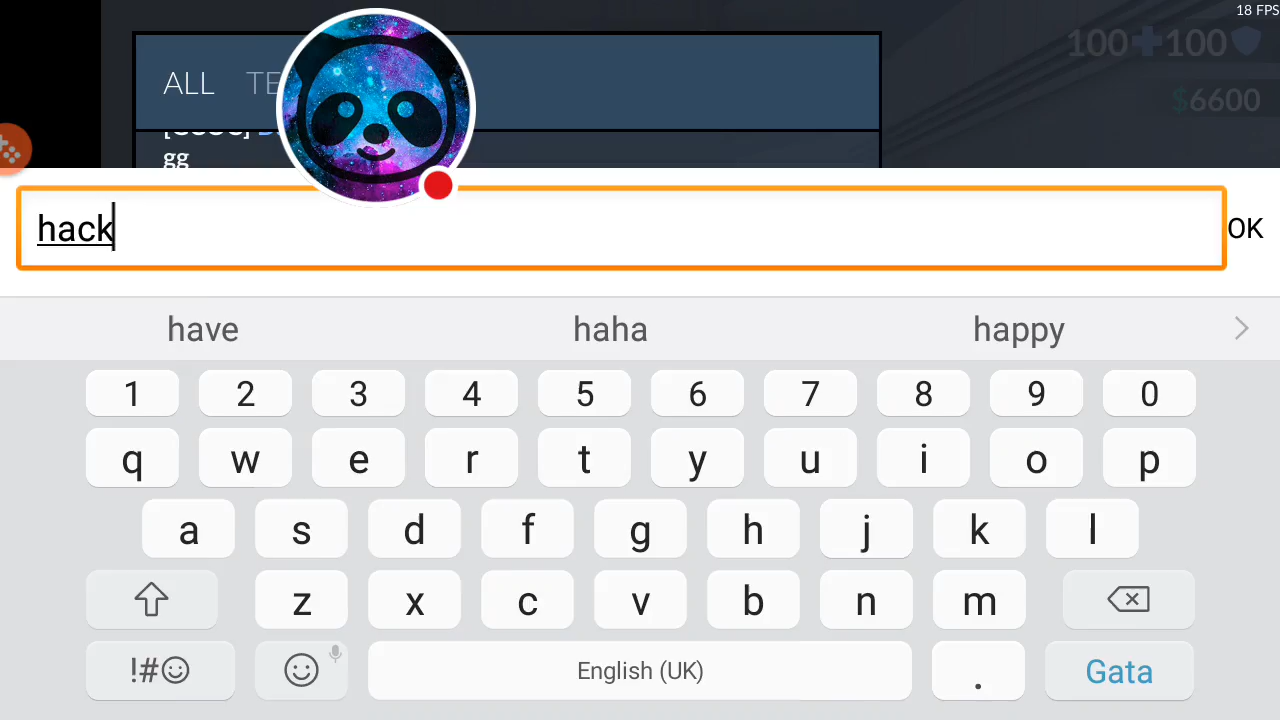 18 FPS
100 100
$6600
ALL TE
gg
hack
OK
have haha happy
1 2 3 4 5 6 7 8 9 0
q w e r t y u i o p
a s d f g h j k l
z x c v b n m
!#☺ English (UK) . Gata